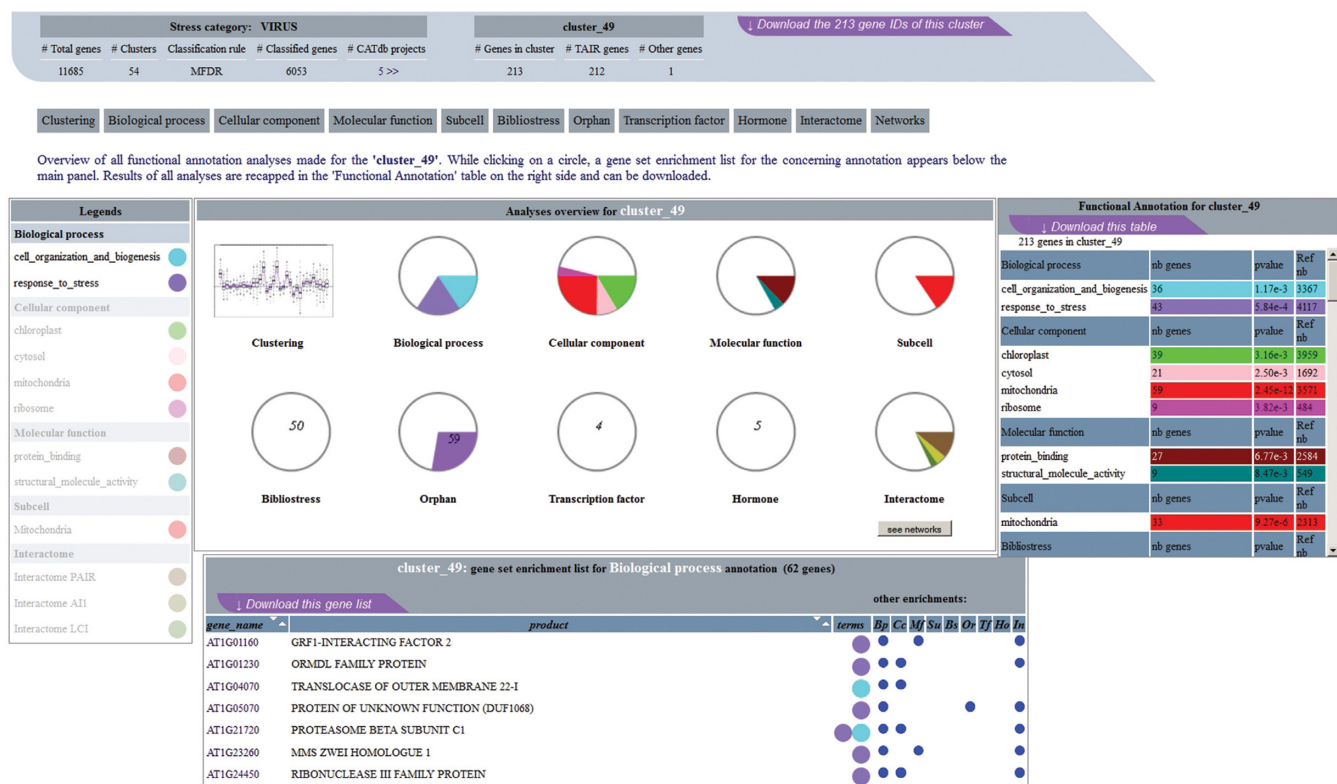 Stress category: VIRUS
# Total genes # Clusters Classification rule # Classified genes # CATdb projects
11685 54 MFDR 6053 5 >>
cluster_49
# Genes in cluster # TAIR genes # Other genes
213 212 1
↓ Download the 213 gene IDs of this cluster
Clustering Biological process Cellular component Molecular function Subcell Bibliostress Orphan Transcription factor Hormone Interactome Networks
Overview of all functional annotation analyses made for the 'cluster_49'. While clicking on a circle, a gene set enrichment list for the concerning annotation appears below the
main panel. Results of all analyses are recapped in the 'Functional Annotation' table on the right side and can be downloaded.
Legends
Biological process
cell_organization_and_biogenesis
response_to_stress
Cellular component
chloroplast
cytosol
mitochondria
ribosome
Molecular function
protein_binding
structural_molecule_activity
Subcell
Mitochondria
Interactome
Interactome PAIR
Interactome AI1
Interactome LCI
Analyses overview for cluster_49
Clustering Biological process Cellular component Molecular function Subcell
50 59 4 5
Bibliostress Orphan Transcription factor Hormone Interactome
see networks
Functional Annotation for cluster_49
↓ Download this table
213 genes in cluster_49
Biological process nb genes pvalue Ref nb
cell_organization_and_biogenesis 36 1.17e-3 3367
response_to_stress 43 5.84e-4 4117
Cellular component nb genes pvalue Ref nb
chloroplast 39 3.16e-3 3959
cytosol 21 2.50e-3 1692
mitochondria 59 2.45e-12 3571
ribosome 9 3.82e-3 484
Molecular function nb genes pvalue Ref nb
protein_binding 27 6.77e-3 2584
structural_molecule_activity 9 8.47e-3 549
Subcell nb genes pvalue Ref nb
mitochondria 33 9.27e-6 2313
Bibliostress nb genes pvalue Ref nb
cluster_49: gene set enrichment list for Biological process annotation (62 genes)
↓ Download this gene list
other enrichments:
gene_name product terms Bp Cc Mf Su Bs Or Tf Ho In
AT1G01160 GRF1-INTERACTING FACTOR 2
AT1G01230 ORMDL FAMILY PROTEIN
AT1G04070 TRANSLOCASE OF OUTER MEMBRANE 22-I
AT1G05070 PROTEIN OF UNKNOWN FUNCTION (DUF1068)
AT1G21720 PROTEASOME BETA SUBUNIT C1
AT1G23260 MMS ZWEI HOMOLOGUE 1
AT1G24450 RIBONUCLEASE III FAMILY PROTEIN